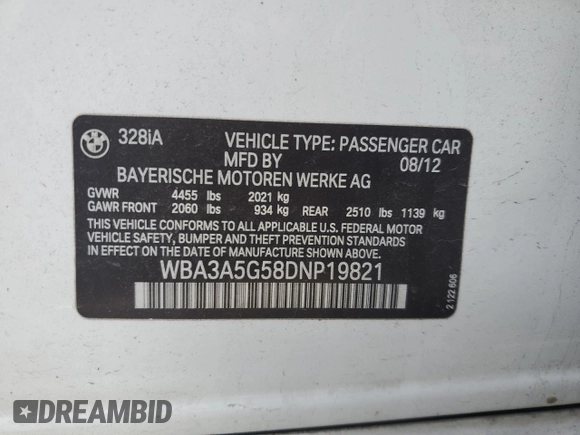 BMW
328iA
VEHICLE TYPE: PASSENGER CAR
MFD BY 08/12
BAYERISCHE MOTOREN WERKE AG
GVWR 4455 lbs 2021 kg
GAWR FRONT 2060 lbs 934 kg REAR 2510 lbs 1139 kg
THIS VEHICLE CONFORMS TO ALL APPLICABLE U.S. FEDERAL MOTOR
VEHICLE SAFETY, BUMPER AND THEFT PREVENTION STANDARDS
IN EFFECT ON THE DATE OF MANUFACTURE SHOWN ABOVE.
WBA3A5G58DNP19821
2 122 606
DREAMBID